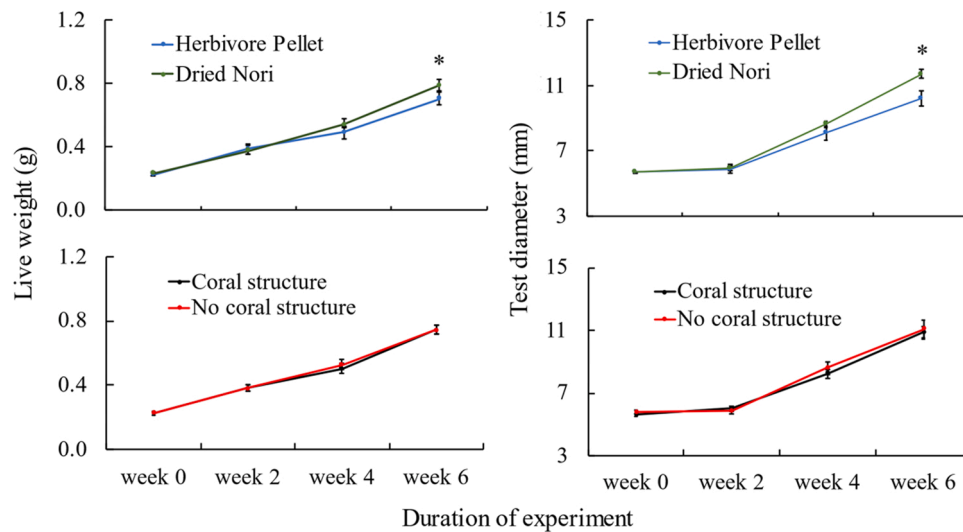 Live weight (g)
1.2
0.8
0.4
0.0
Herbivore Pellet
Dried Nori
*
Test diameter (mm)
15
11
7
3
Herbivore Pellet
Dried Nori
*
1.2
0.8
0.4
0.0
Coral structure
No coral structure
week 0 week 2 week 4 week 6
15
11
7
3
Coral structure
No coral structure
week 0 week 2 week 4 week 6
Duration of experiment